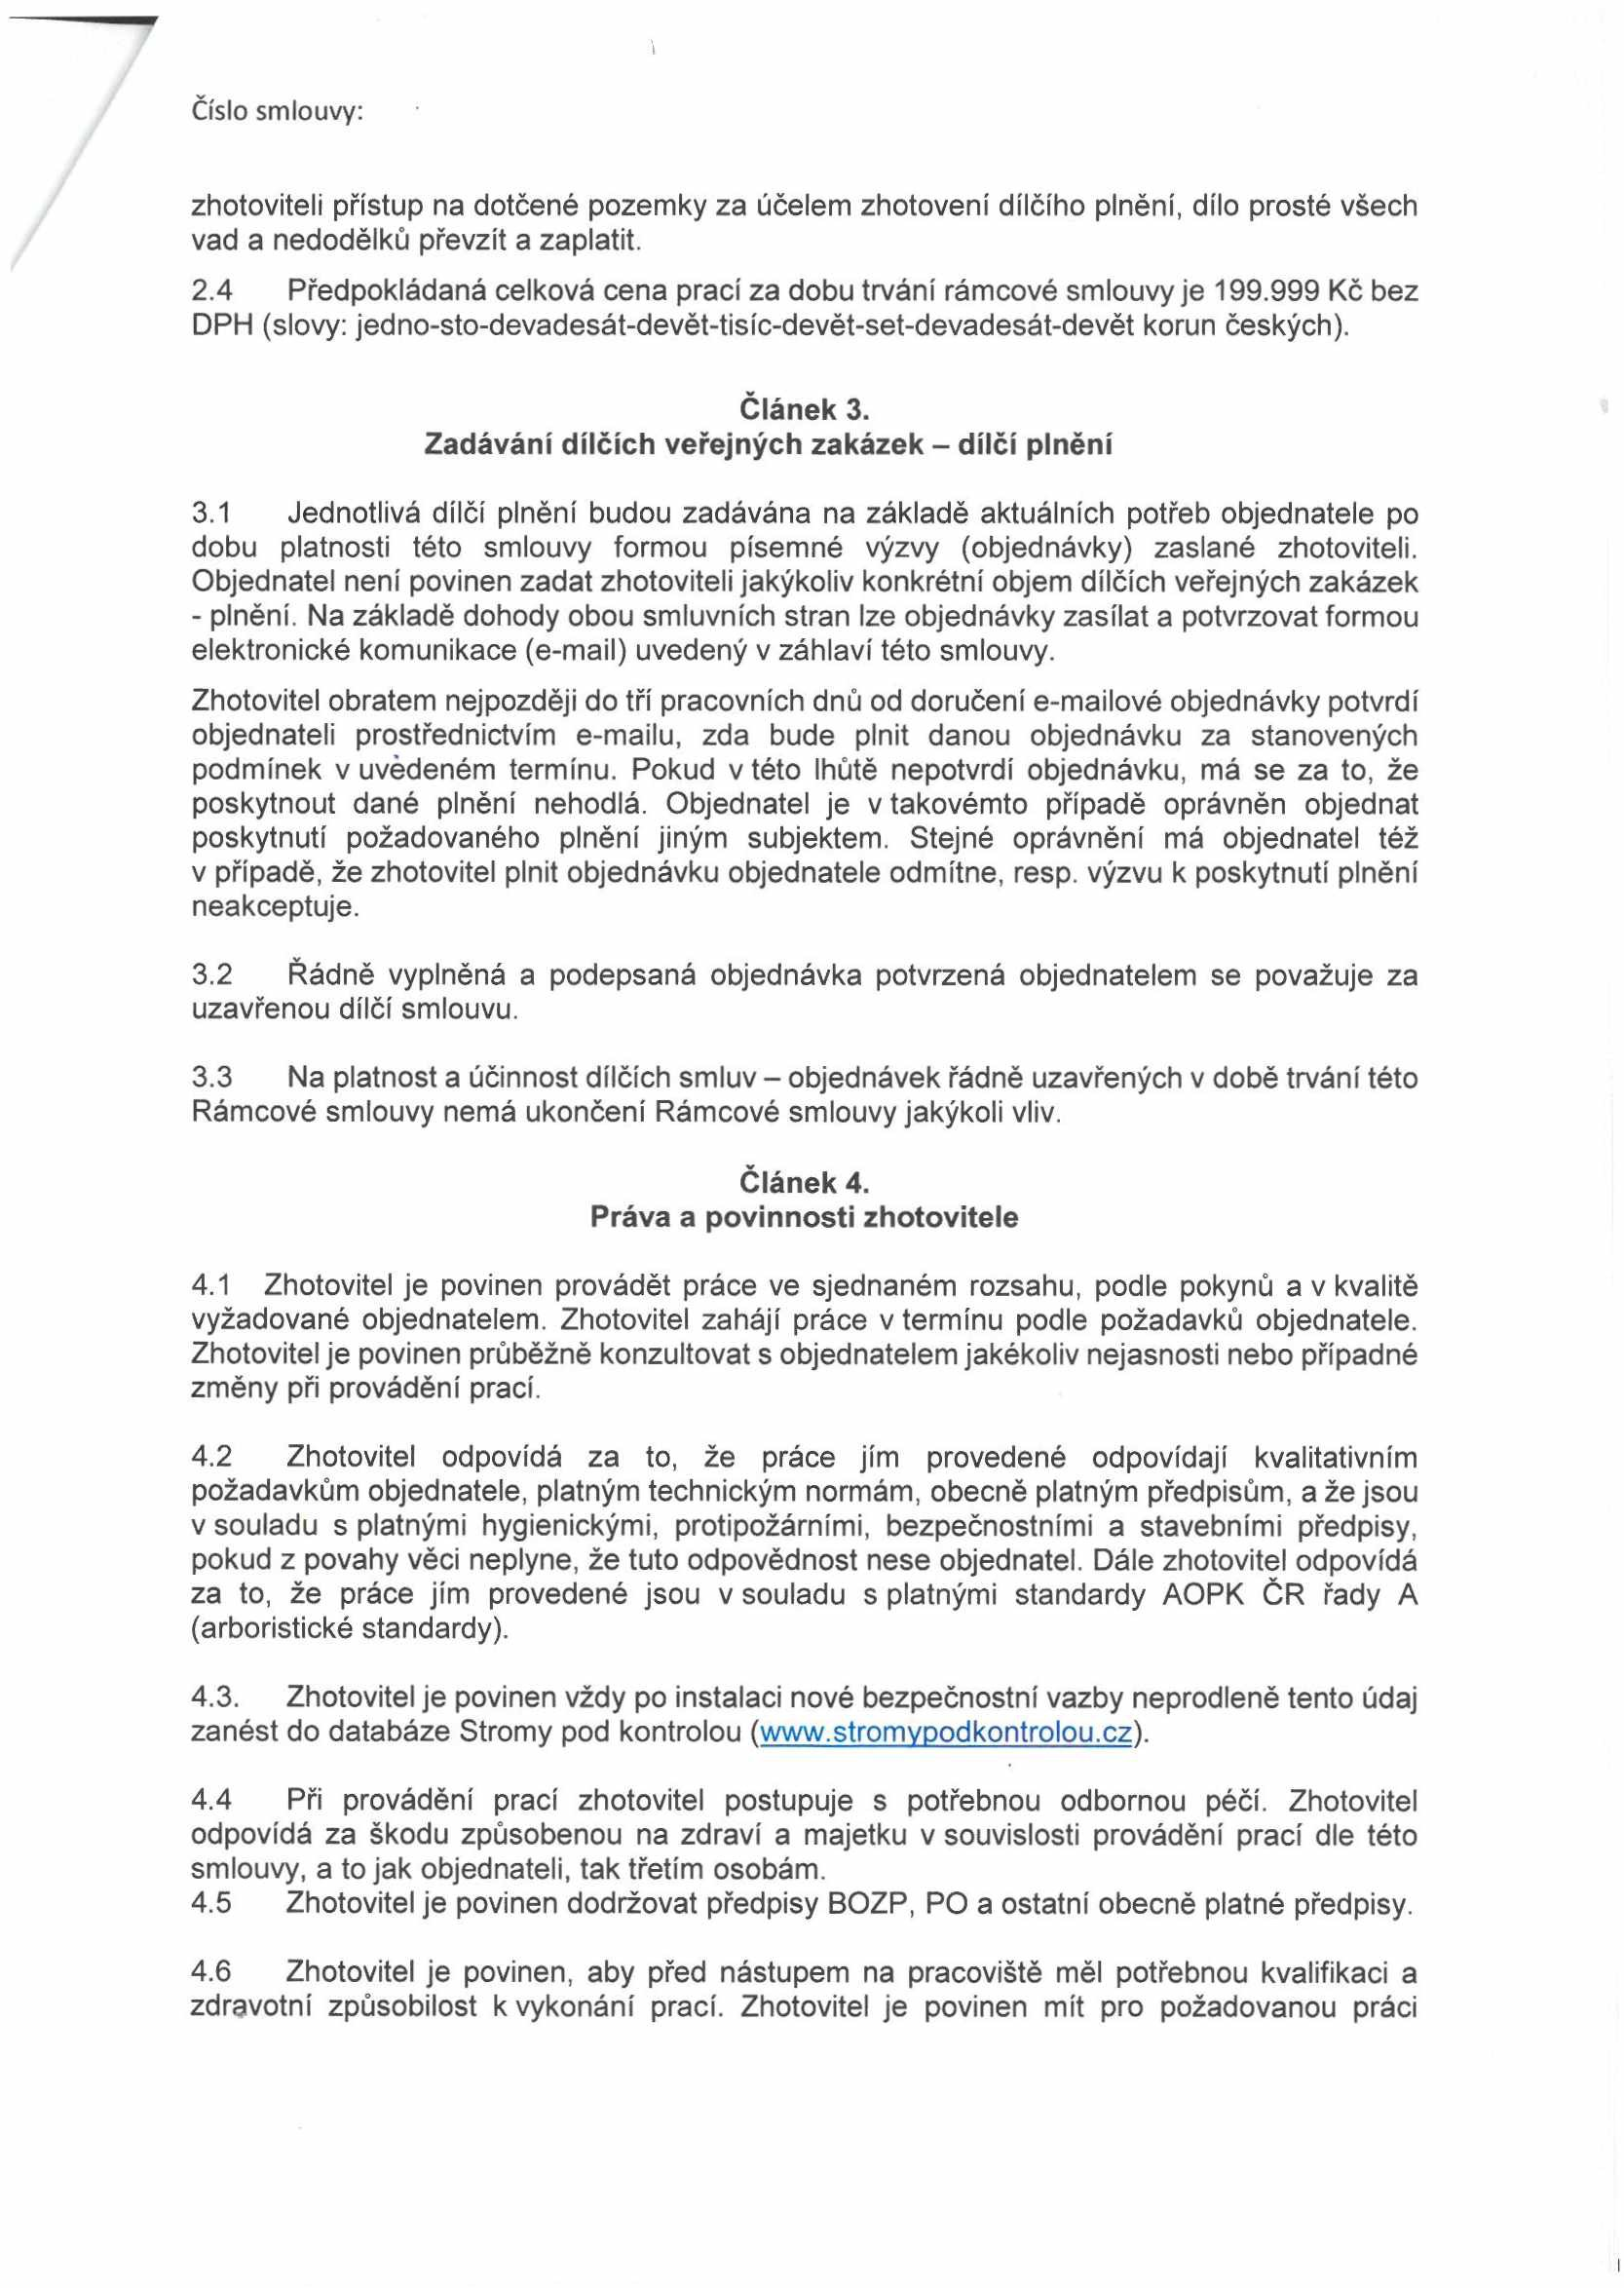 Číslo smlouvy:
zhotoviteli přístup na dotčené pozemky za účelem zhotovení dílčího plnění, dílo prosté všech
vad a nedodělků převzít a zaplatit.
2.4 Předpokládaná celková cena prací za dobu trvání rámcové smlouvy je 199.999 Kč bez
DPH (slovy: jedno-sto-devadesát-devět-tisíc-devět-set-devadesát-devět korun českých).
Článek 3.
Zadávání dílčích veřejných zakázek – dílčí plnění
3.1 Jednotlivá dílčí plnění budou zadávána na základě aktuálních potřeb objednatele po
dobu platnosti této smlouvy formou písemné výzvy (objednávky) zaslané zhotoviteli.
Objednatel není povinen zadat zhotoviteli jakýkoliv konkrétní objem dílčích veřejných zakázek
- plnění. Na základě dohody obou smluvních stran lze objednávky zasílat a potvrzovat formou
elektronické komunikace (e-mail) uvedený v záhlaví této smlouvy.
Zhotovitel obratem nejpozději do tří pracovních dnů od doručení e-mailové objednávky potvrdí
objednateli prostřednictvím e-mailu, zda bude plnit danou objednávku za stanovených
podmínek v uvedeném termínu. Pokud v této lhůtě nepotvrdí objednávku, má se za to, že
poskytnout dané plnění nehodlá. Objednatel je v takovémto případě oprávněn objednat
poskytnutí požadovaného plnění jiným subjektem. Stejné oprávnění má objednatel též
v případě, že zhotovitel plnit objednávku objednatele odmítne, resp. výzvu k poskytnutí plnění
neakceptuje.
3.2 Řádně vyplněná a podepsaná objednávka potvrzená objednatelem se považuje za
uzavřenou dílčí smlouvu.
3.3 Na platnost a účinnost dílčích smluv – objednávek řádně uzavřených v době trvání této
Rámcové smlouvy nemá ukončení Rámcové smlouvy jakýkoli vliv.
Článek 4.
Práva a povinnosti zhotovitele
4.1 Zhotovitel je povinen provádět práce ve sjednaném rozsahu, podle pokynů a v kvalitě
vyžadované objednatelem. Zhotovitel zahájí práce v termínu podle požadavků objednatele.
Zhotovitel je povinen průběžně konzultovat s objednatelem jakékoliv nejasnosti nebo případné
změny při provádění prací.
4.2 Zhotovitel odpovídá za to, že práce jím provedené odpovídají kvalitativním
požadavkům objednatele, platným technickým normám, obecně platným předpisům, a že jsou
v souladu s platnými hygienickými, protipožárními, bezpečnostními a stavebními předpisy,
pokud z povahy věci neplyne, že tuto odpovědnost nese objednatel. Dále zhotovitel odpovídá
za to, že práce jím provedené jsou v souladu s platnými standardy AOPK ČR řady A
(arboristické standardy).
4.3. Zhotovitel je povinen vždy po instalaci nové bezpečnostní vazby neprodleně tento údaj
zanést do databáze Stromy pod kontrolou (www.stromypodkontrolou.cz).
4.4 Při provádění prací zhotovitel postupuje s potřebnou odbornou péčí. Zhotovitel
odpovídá za škodu způsobenou na zdraví a majetku v souvislosti provádění prací dle této
smlouvy, a to jak objednateli, tak třetím osobám.
4.5 Zhotovitel je povinen dodržovat předpisy BOZP, PO a ostatní obecně platné předpisy.
4.6 Zhotovitel je povinen, aby před nástupem na pracoviště měl potřebnou kvalifikaci a
zdravotní způsobilost k vykonání prací. Zhotovitel je povinen mít pro požadovanou práci